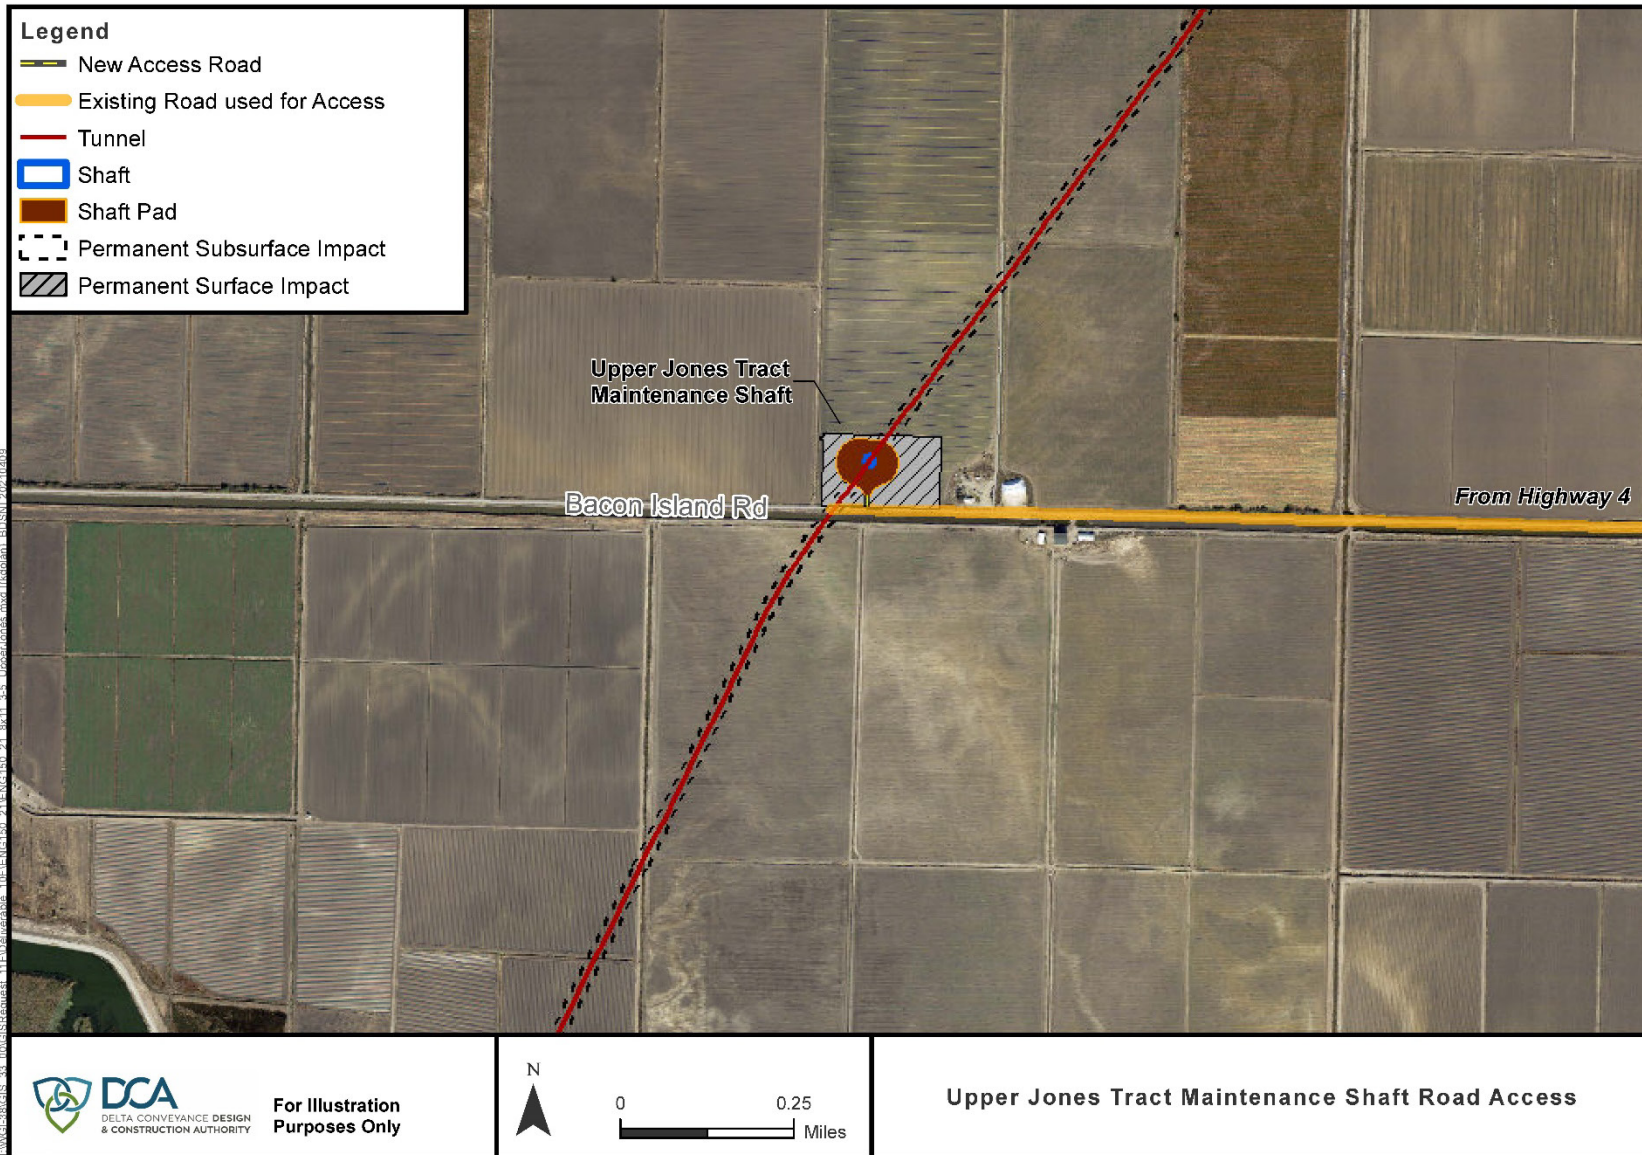 Legend
New Access Road
Existing Road used for Access
Tunnel
Shaft
Shaft Pad
Permanent Subsurface Impact
Permanent Surface Impact
Upper Jones Tract
Maintenance Shaft
Bacon Island Rd
From Highway 4
DCA
DELTA CONVEYANCE DESIGN
& CONSTRUCTION AUTHORITY
For Illustration
Purposes Only
N
0 0.25
Miles
Upper Jones Tract Maintenance Shaft Road Access